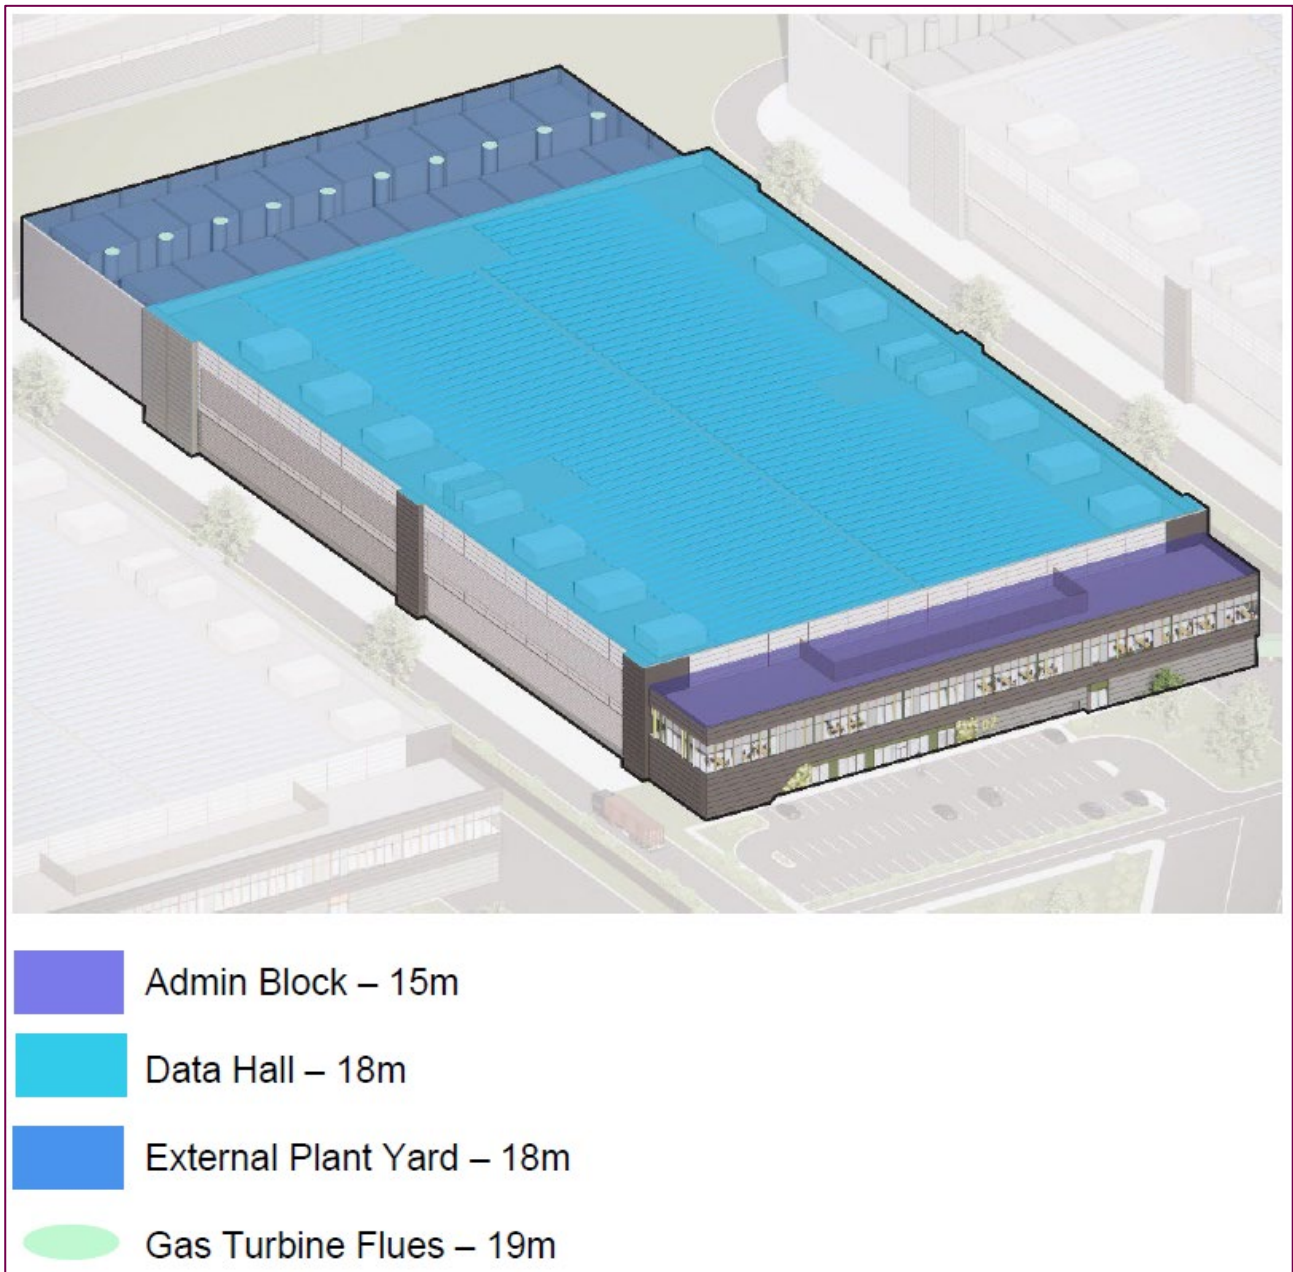 Admin Block – 15m
Data Hall – 18m
External Plant Yard – 18m
Gas Turbine Flues – 19m